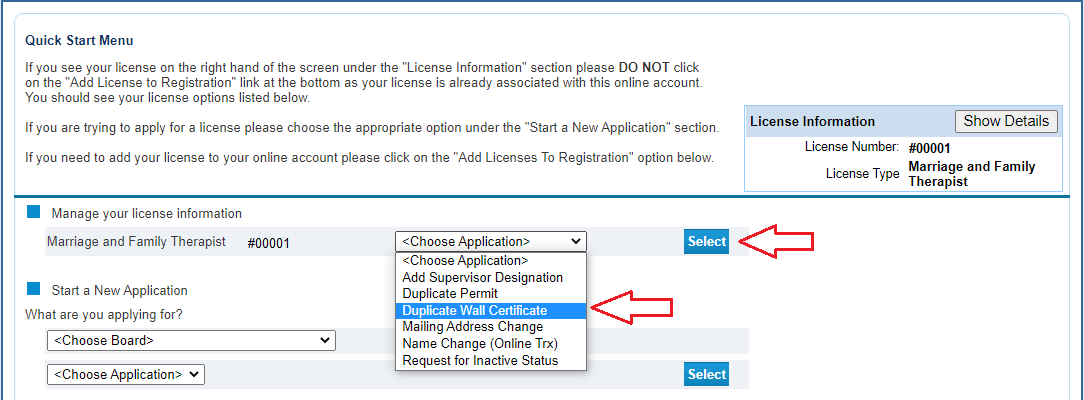 Quick Start Menu
If you see your license on the right hand of the screen under the "License Information" section please DO NOT click
on the "Add License to Registration" link at the bottom as your license is already associated with this online account.
You should see your license options listed below.
If you are trying to apply for a license please choose the appropriate option under the "Start a New Application" section.
If you need to add your license to your online account please click on the "Add Licenses To Registration" option below.
License Information Show Details
License Number: #00001
License Type Marriage and Family
Therapist
Manage your license information
Marriage and Family Therapist #00001 <Choose Application> Select
<Choose Application>
Add Supervisor Designation
Duplicate Permit
Duplicate Wall Certificate
Mailing Address Change
Name Change (Online Trx)
Request for Inactive Status
Start a New Application
What are you applying for?
<Choose Board>
<Choose Application> Select